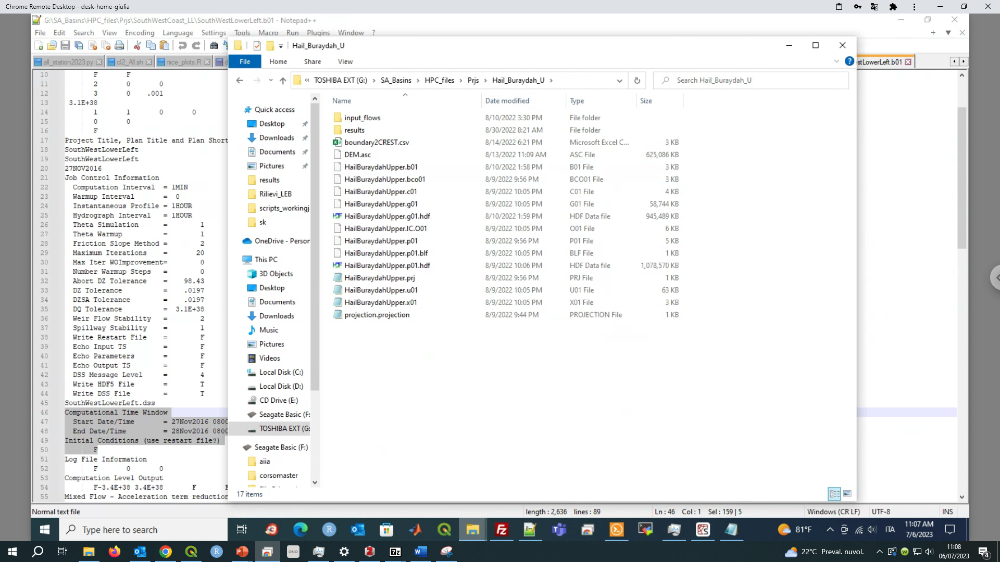 Chrome Remote Desktop - desk-home-giulia
G:\SA_Basins\HPC_files\Prjs\SouthWestCoast_LL\SouthWestLowerLeft.b01 - Notepad++
File Edit Search View Encoding Language Settings Tools Macro Run Plugins Window ?
all_station2023.py cl2_All.sh nice_plots.R stLowerLeft.b01
10 F F
11 2 0 0
12 3 0 .001
13 3.1E+38
14 1 1 0 0
15 0 0
16 F
17 Project Title, Plan Title and Plan Short
18 SouthWestLowerLeft
19 SouthWestLowerLeft
20 27NOV2016
21 Job Control Information
22 Computation Interval = 1MIN
23 Warmup Interval = 0
24 Instantaneous Profile = 1HOUR
25 Hydrograph Interval = 1HOUR
26 Theta Simulation = 1
27 Theta Warmup = 1
28 Friction Slope Method = 2
29 Maximum Iterations = 20
30 Max Iter WOImprovement= 0
31 Number Warmup Steps = 0
32 Abort DZ Tolerance = 98.43
33 DZ Tolerance = .0197
34 DZSA Tolerance = .0197
35 DQ Tolerance = 3.1E+38
36 Weir Flow Stability = 2
37 Spillway Stability = 1
38 Write Restart File = F
39 Echo Input TS = F
40 Echo Parameters = F
41 Echo Output TS = F
42 DSS Message Level = 4
43 Write HDF5 File = T
44 Write DSS File = T
45 SouthWestLowerLeft.dss
46 Computational Time Window
47 Start Date/Time = 27Nov2016 0800
48 End Date/Time = 28Nov2016 0800
49 Initial Conditions (use restart file?)
50 F
51 Log File Information
52 F 0 0
53 Computation Level Output
54 F-3.4E+38 3.4E+38 F F
55 Mixed Flow - Acceleration term reduction
Hail_Buraydah_U
File Home Share View
« TOSHIBA EXT (G:) › SA_Basins › HPC_files › Prjs › Hail_Buraydah_U ›
Search Hail_Buraydah_U
Quick access
Desktop
Downloads
Documents
Pictures
results
Rilievi_LEB
scripts_workingj
sk
OneDrive - Person
This PC
3D Objects
Desktop
Documents
Downloads
Music
Pictures
Videos
Local Disk (C:)
Local Disk (D:)
CD Drive (E:)
Seagate Basic (F:
TOSHIBA EXT (G:
Seagate Basic (F:)
aiia
corsomaster
Name Date modified Type Size
input_flows 8/10/2022 3:30 PM File folder
results 8/30/2022 8:21 AM File folder
boundary2CREST.csv 8/14/2022 6:21 PM Microsoft Excel C... 3 KB
DEM.asc 8/13/2022 11:09 AM ASC File 625,086 KB
HailBuraydahUpper.b01 8/10/2022 1:58 PM B01 File 3 KB
HailBuraydahUpper.bco01 8/9/2022 9:56 PM BCO01 File 3 KB
HailBuraydahUpper.c01 8/9/2022 10:05 PM C01 File 4 KB
HailBuraydahUpper.g01 8/9/2022 10:05 PM G01 File 58,744 KB
HailBuraydahUpper.g01.hdf 8/10/2022 1:59 PM HDF Data file 945,489 KB
HailBuraydahUpper.IC.O01 8/9/2022 10:05 PM O01 File 6 KB
HailBuraydahUpper.p01 8/9/2022 9:56 PM P01 File 5 KB
HailBuraydahUpper.p01.blf 8/9/2022 10:05 PM BLF File 1 KB
HailBuraydahUpper.p01.hdf 8/9/2022 10:06 PM HDF Data file 1,078,570 KB
HailBuraydahUpper.prj 8/9/2022 9:56 PM PRJ File 1 KB
HailBuraydahUpper.u01 8/9/2022 10:05 PM U01 File 63 KB
HailBuraydahUpper.x01 8/9/2022 10:05 PM X01 File 3 KB
projection.projection 8/9/2022 9:44 PM PROJECTION File 1 KB
17 items
Normal text file length : 2,636 lines : 89 Ln : 46 Col : 1 Sel : 159 | 5 Windows (CR LF) UTF-8 INS
Type here to search
81°F ITA 11:07 AM
7/6/2023
22°C Preval. nuvol. 11:08
06/07/2023
4